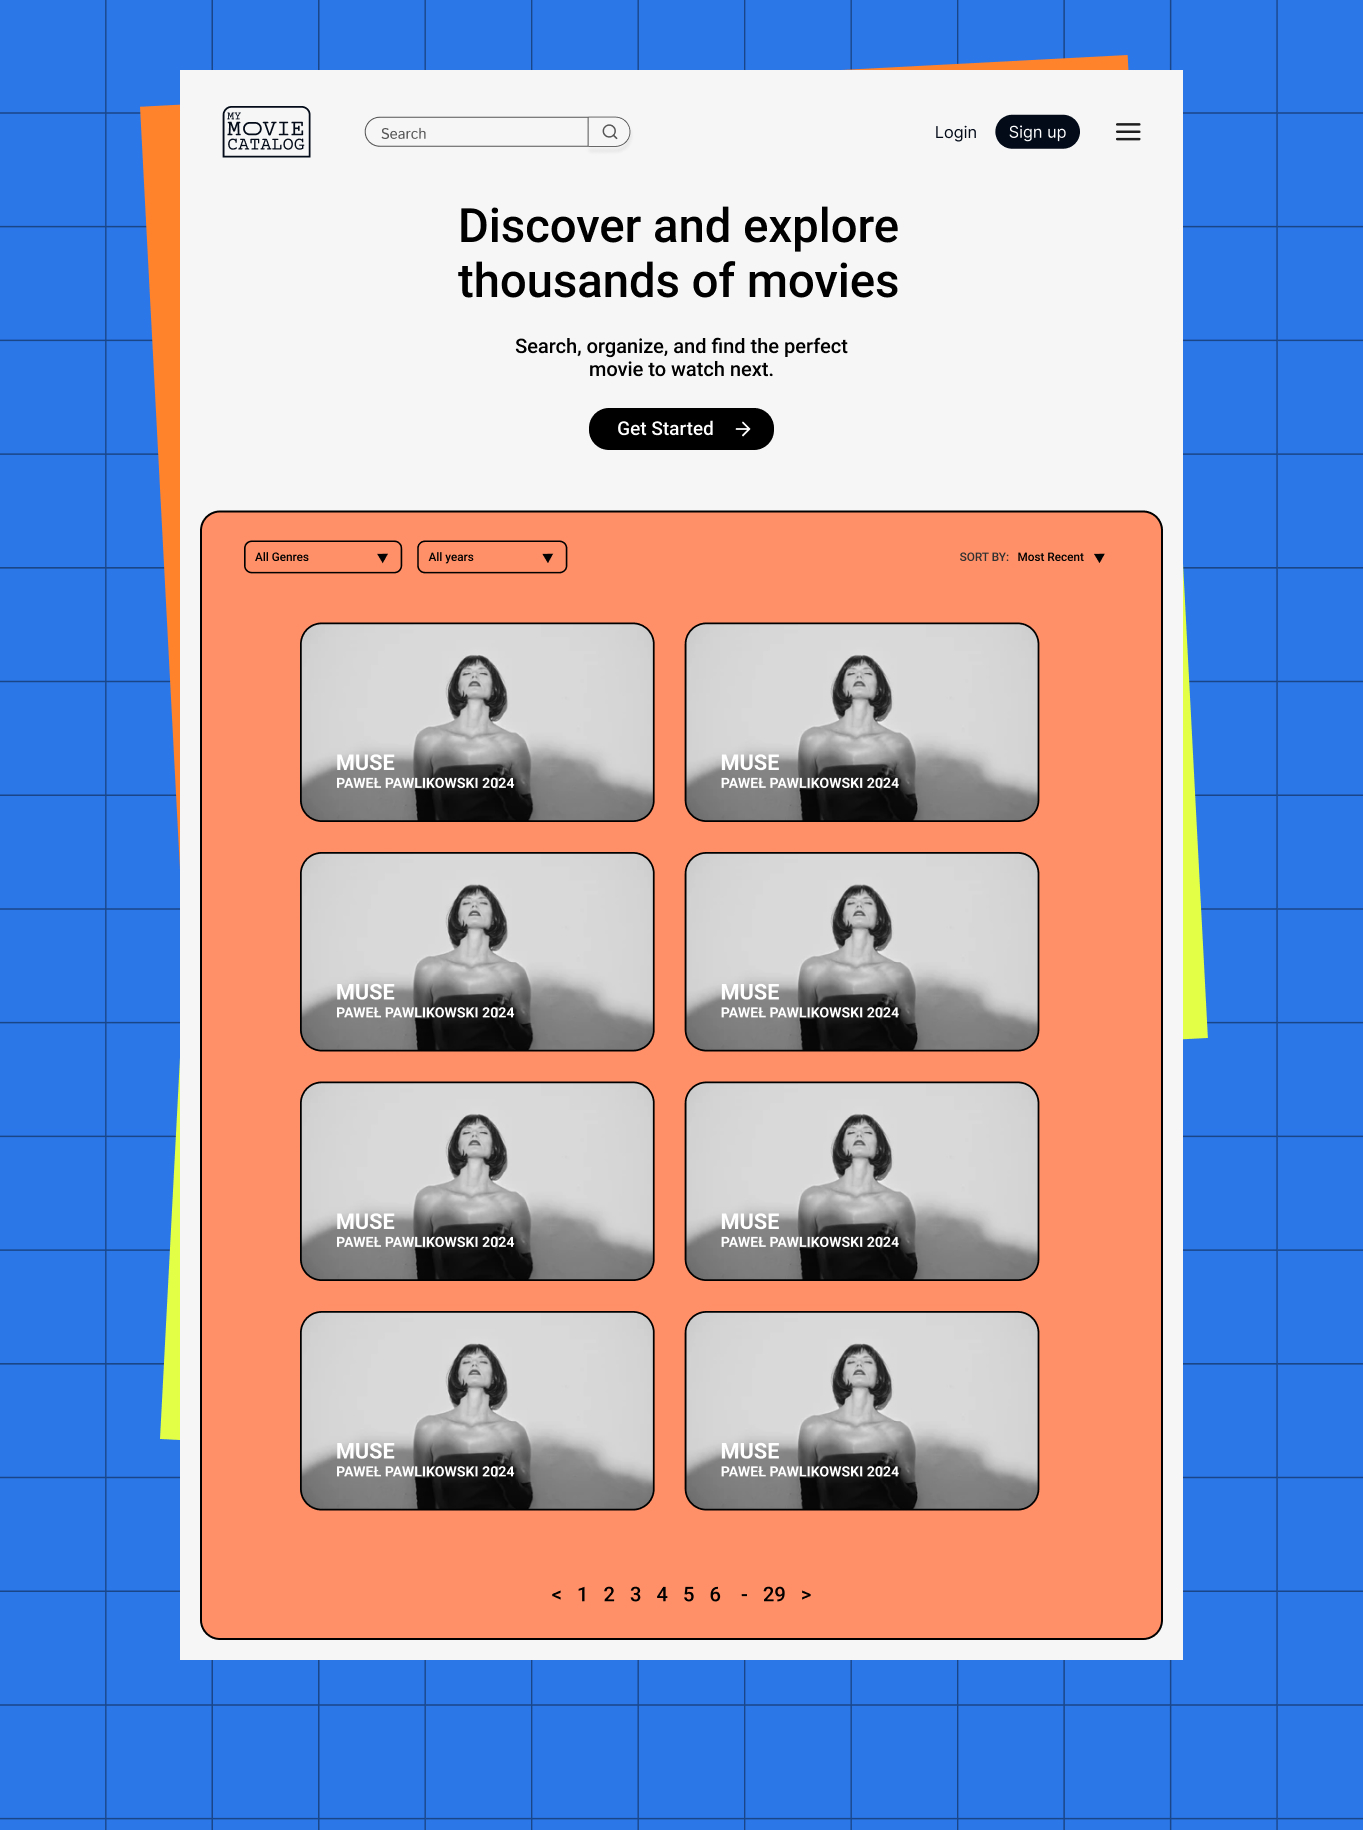 MY
MOVIE
CATALOG
Search
Login
Sign up
Discover and explore
thousands of movies
Search, organize, and find the perfect
movie to watch next.
Get Started
All Genres
All years
SORT BY: Most Recent
MUSE
PAWEŁ PAWLIKOWSKI 2024
MUSE
PAWEŁ PAWLIKOWSKI 2024
MUSE
PAWEŁ PAWLIKOWSKI 2024
MUSE
PAWEŁ PAWLIKOWSKI 2024
MUSE
PAWEŁ PAWLIKOWSKI 2024
MUSE
PAWEŁ PAWLIKOWSKI 2024
MUSE
PAWEŁ PAWLIKOWSKI 2024
MUSE
PAWEŁ PAWLIKOWSKI 2024
< 1 2 3 4 5 6 - 29 >